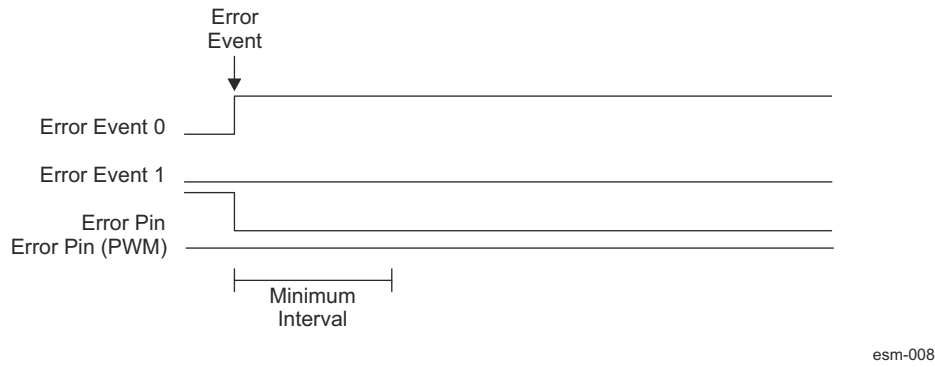 Error
Event
Error Event 0
Error Event 1
Error Pin
Error Pin (PWM)
Minimum
Interval
esm-008